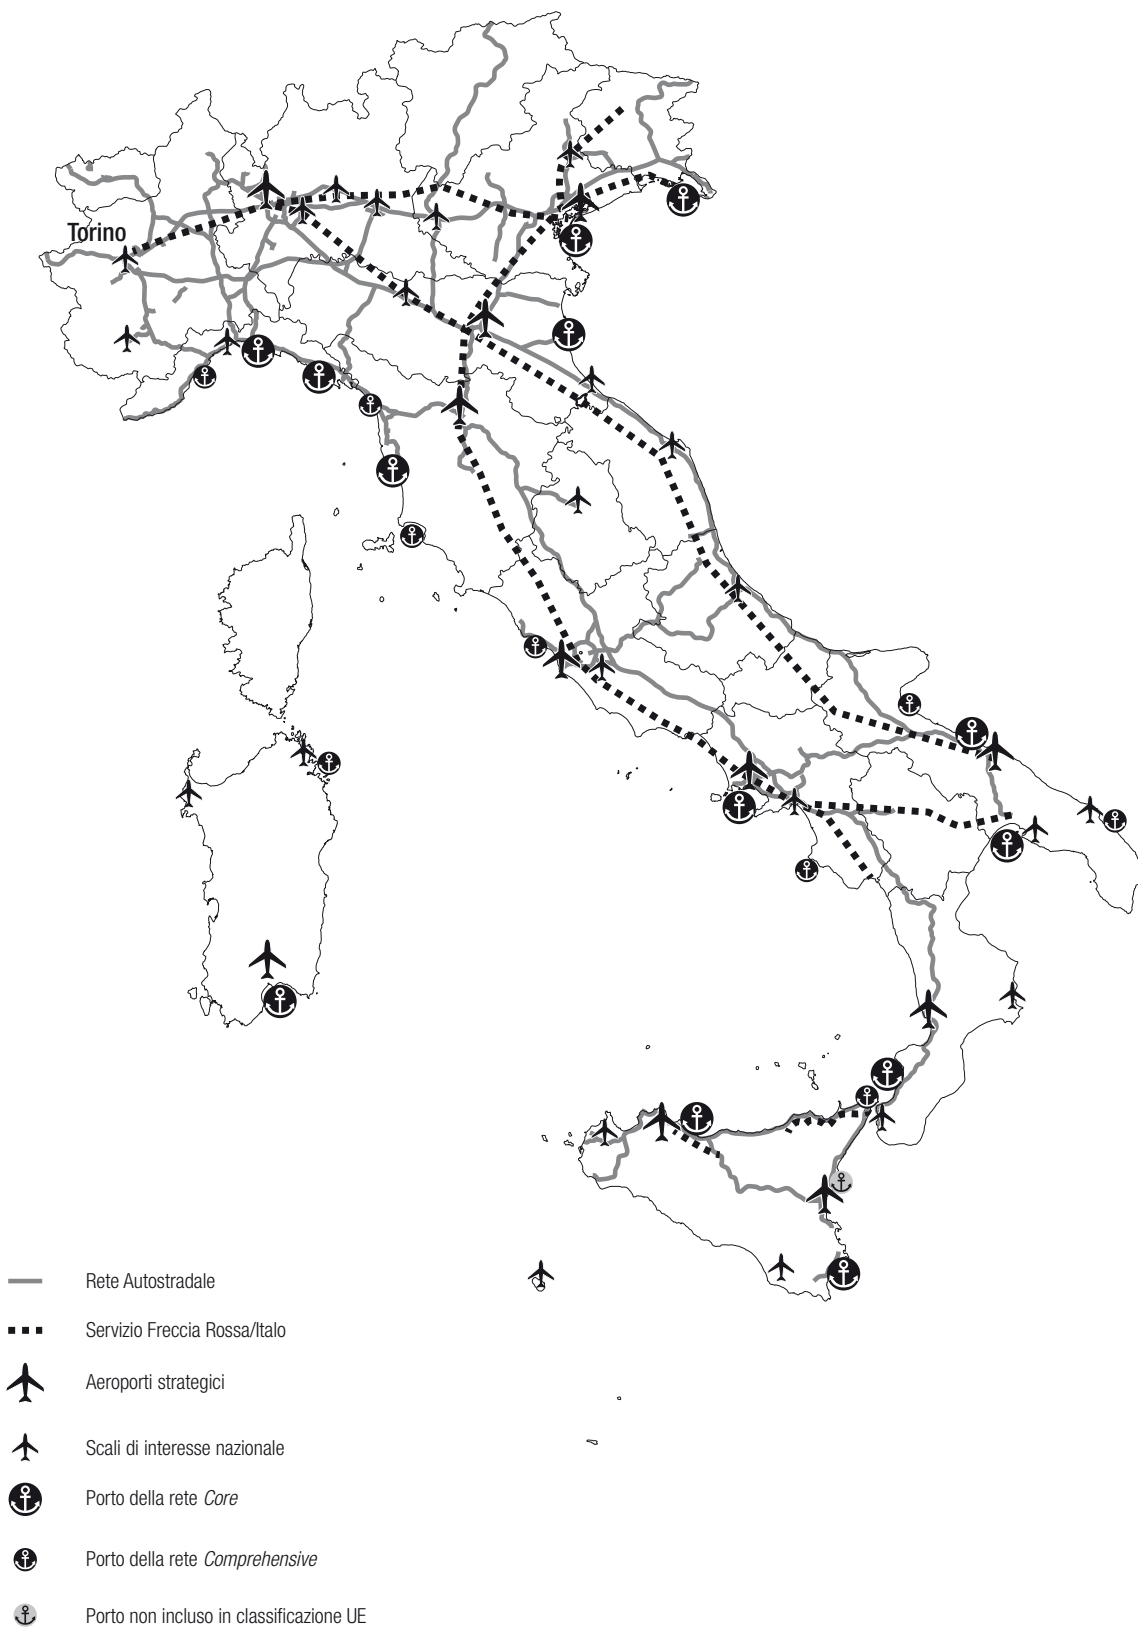 Torino
Rete Autostradale
Servizio Freccia Rossa/Italo
Aeroporti strategici
Scali di interesse nazionale
Porto della rete Core
Porto della rete Comprehensive
Porto non incluso in classificazione UE